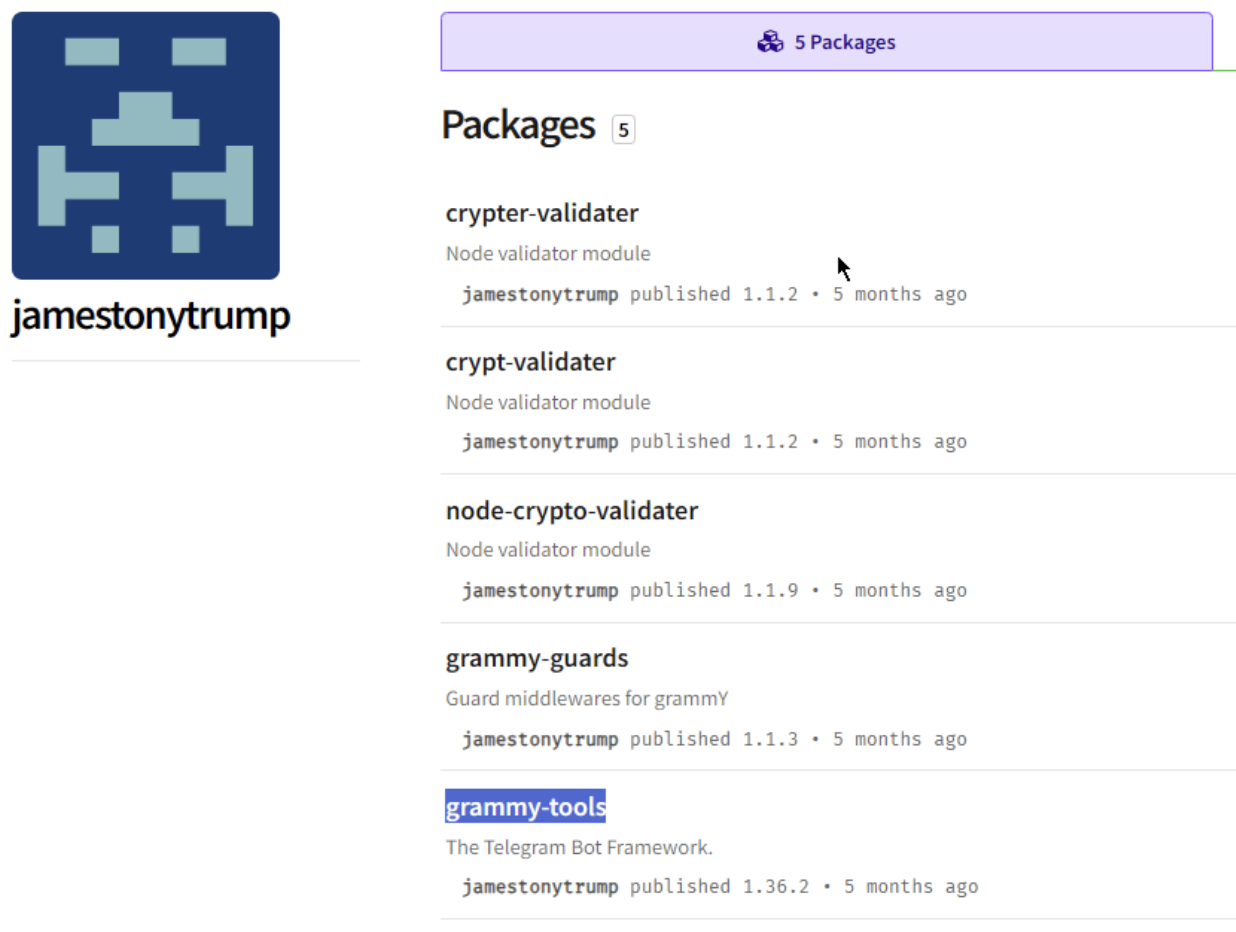 5 Packages
Packages 5
jamestonytrump
crypter-validater
Node validator module
jamestonytrump published 1.1.2 • 5 months ago
crypt-validater
Node validator module
jamestonytrump published 1.1.2 • 5 months ago
node-crypto-validater
Node validator module
jamestonytrump published 1.1.9 • 5 months ago
grammy-guards
Guard middlewares for grammY
jamestonytrump published 1.1.3 • 5 months ago
grammy-tools
The Telegram Bot Framework.
jamestonytrump published 1.36.2 • 5 months ago